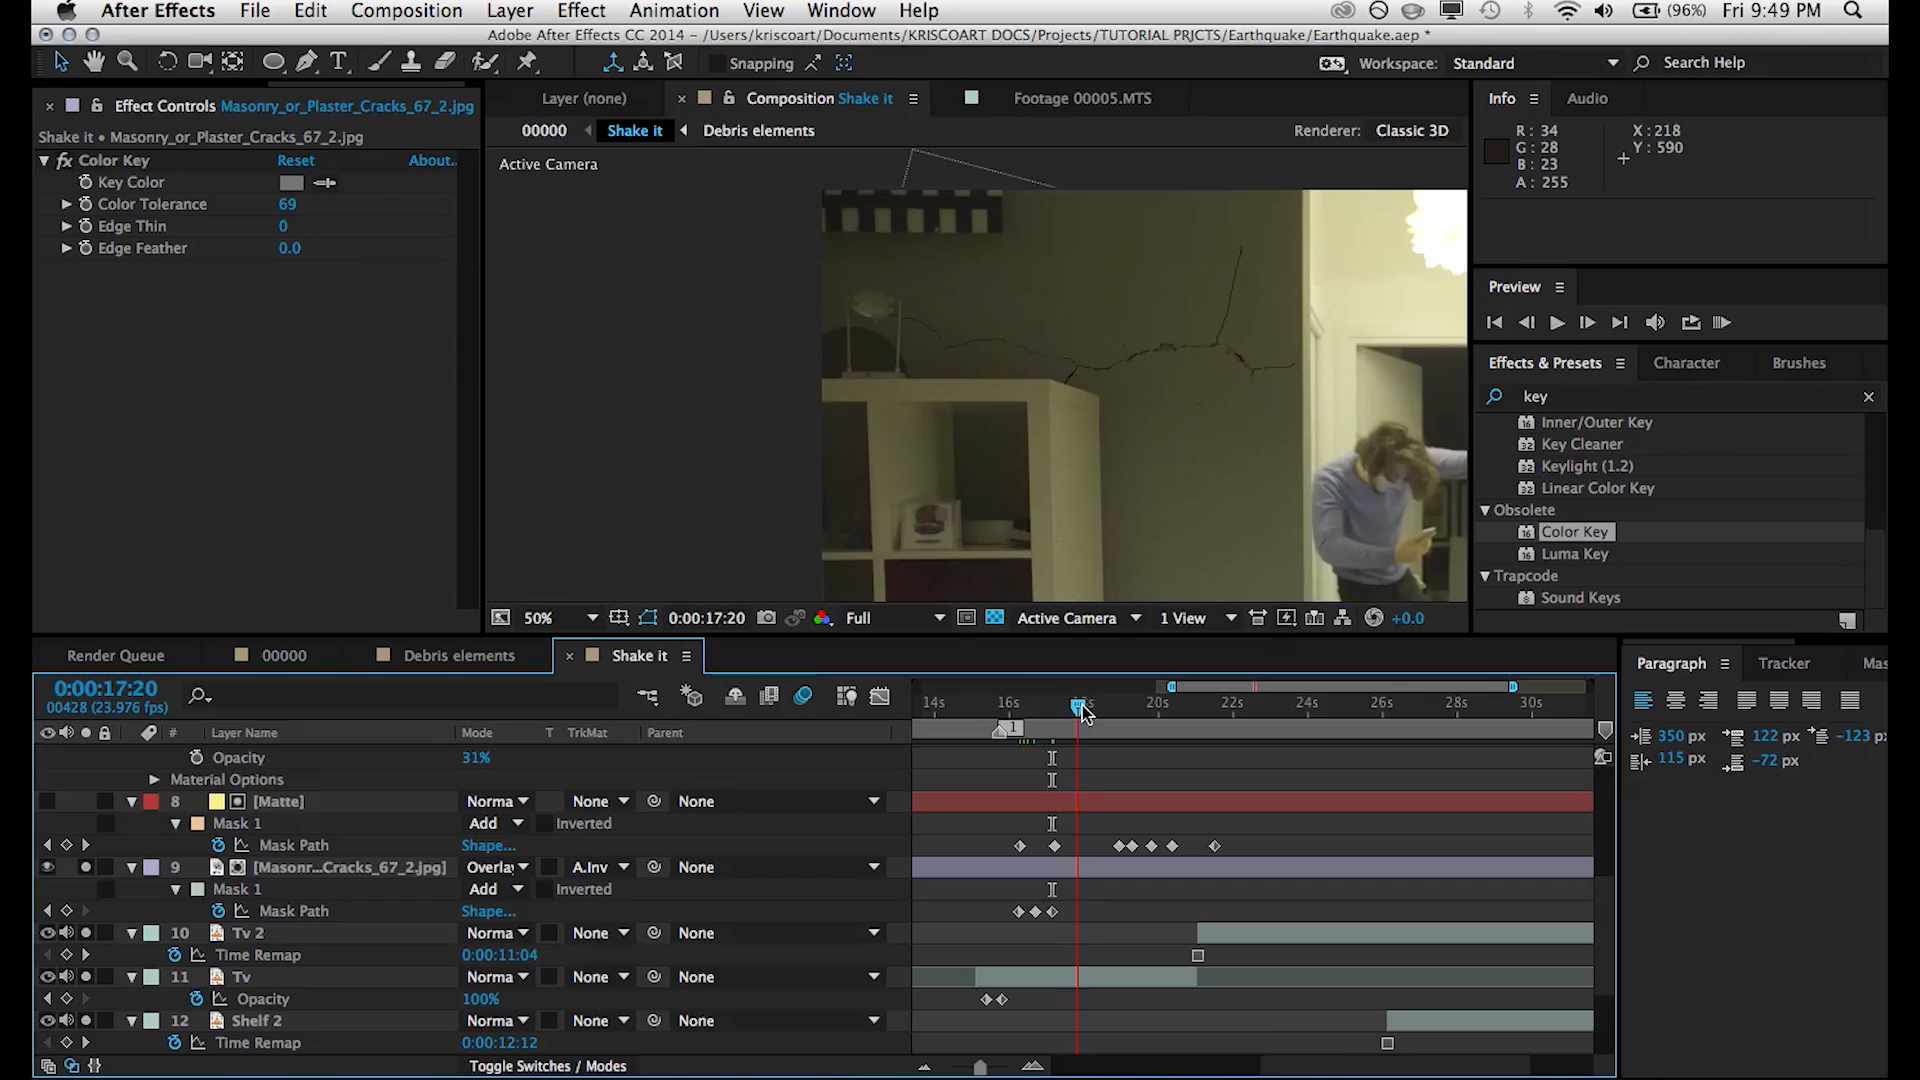 After Effects File Edit Composition Layer Effect Animation View Window Help (96%) Fri 9:49 PM
Adobe After Effects CC 2014 - /Users/kriscoart/Documents/KRISCOART DOCS/Projects/TUTORIAL PRJCTS/Earthquake/Earthquake.aep *
Snapping Workspace: Standard Search Help
Effect Controls Masonry_or_Plaster_Cracks_67_2.jpg
Layer (none) Composition Shake it Footage 00005.MTS
Info Audio
Shake it • Masonry_or_Plaster_Cracks_67_2.jpg
00000 Shake it Debris elements Renderer: Classic 3D
R: 34 X: 218
G: 28 Y: 590
B: 23
A: 255
fx Color Key Reset About..
Active Camera
Key Color
Color Tolerance 69
Edge Thin 0
Edge Feather 0.0
Preview
Effects & Presets Character Brushes
key
Inner/Outer Key
Key Cleaner
Keylight (1.2)
Linear Color Key
Obsolete
Color Key
Luma Key
Trapcode
Sound Keys
50% 0:00:17:20 Full Active Camera 1 View +0.0
Render Queue 00000 Debris elements Shake it
Paragraph Tracker Mas
0:00:17:20
00428 (23.976 fps)
14s 16s 20s 22s 24s 26s 28s 30s
1
# Layer Name Mode T TrkMat Parent
350 px 122 px -123 p
115 px -72 px
Opacity 31%
Material Options
8 [Matte] Norma None None
Mask 1 Add Inverted
Mask Path Shape...
9 [Masonr...Cracks_67_2.jpg] Overla A.Inv None
Mask 1 Add Inverted
Mask Path Shape...
10 Tv 2 Norma None None
Time Remap 0:00:11:04
11 Tv Norma None None
Opacity 100%
12 Shelf 2 Norma None None
Time Remap 0:00:12:12
Toggle Switches / Modes